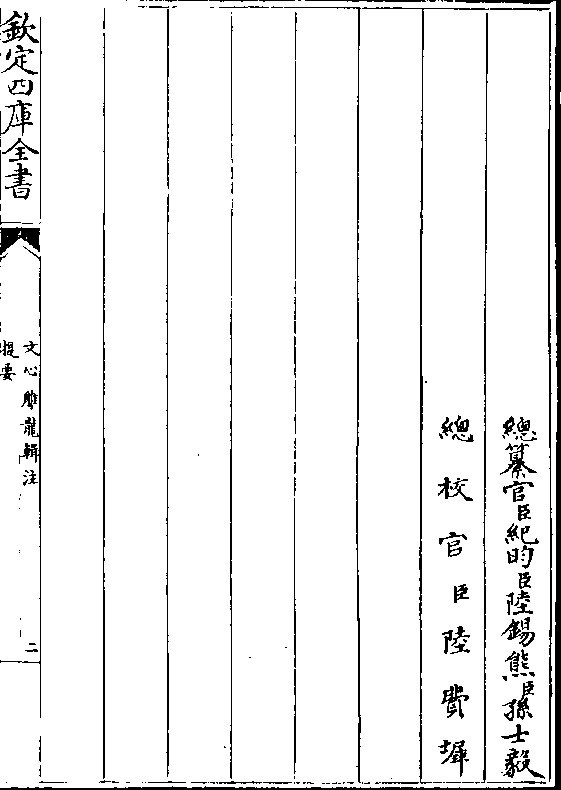 總纂官臣紀昀臣陸錫熊臣孫士毅
總校官臣陸費墀
欽定四庫全書
文心雕龍輯注
提要
二